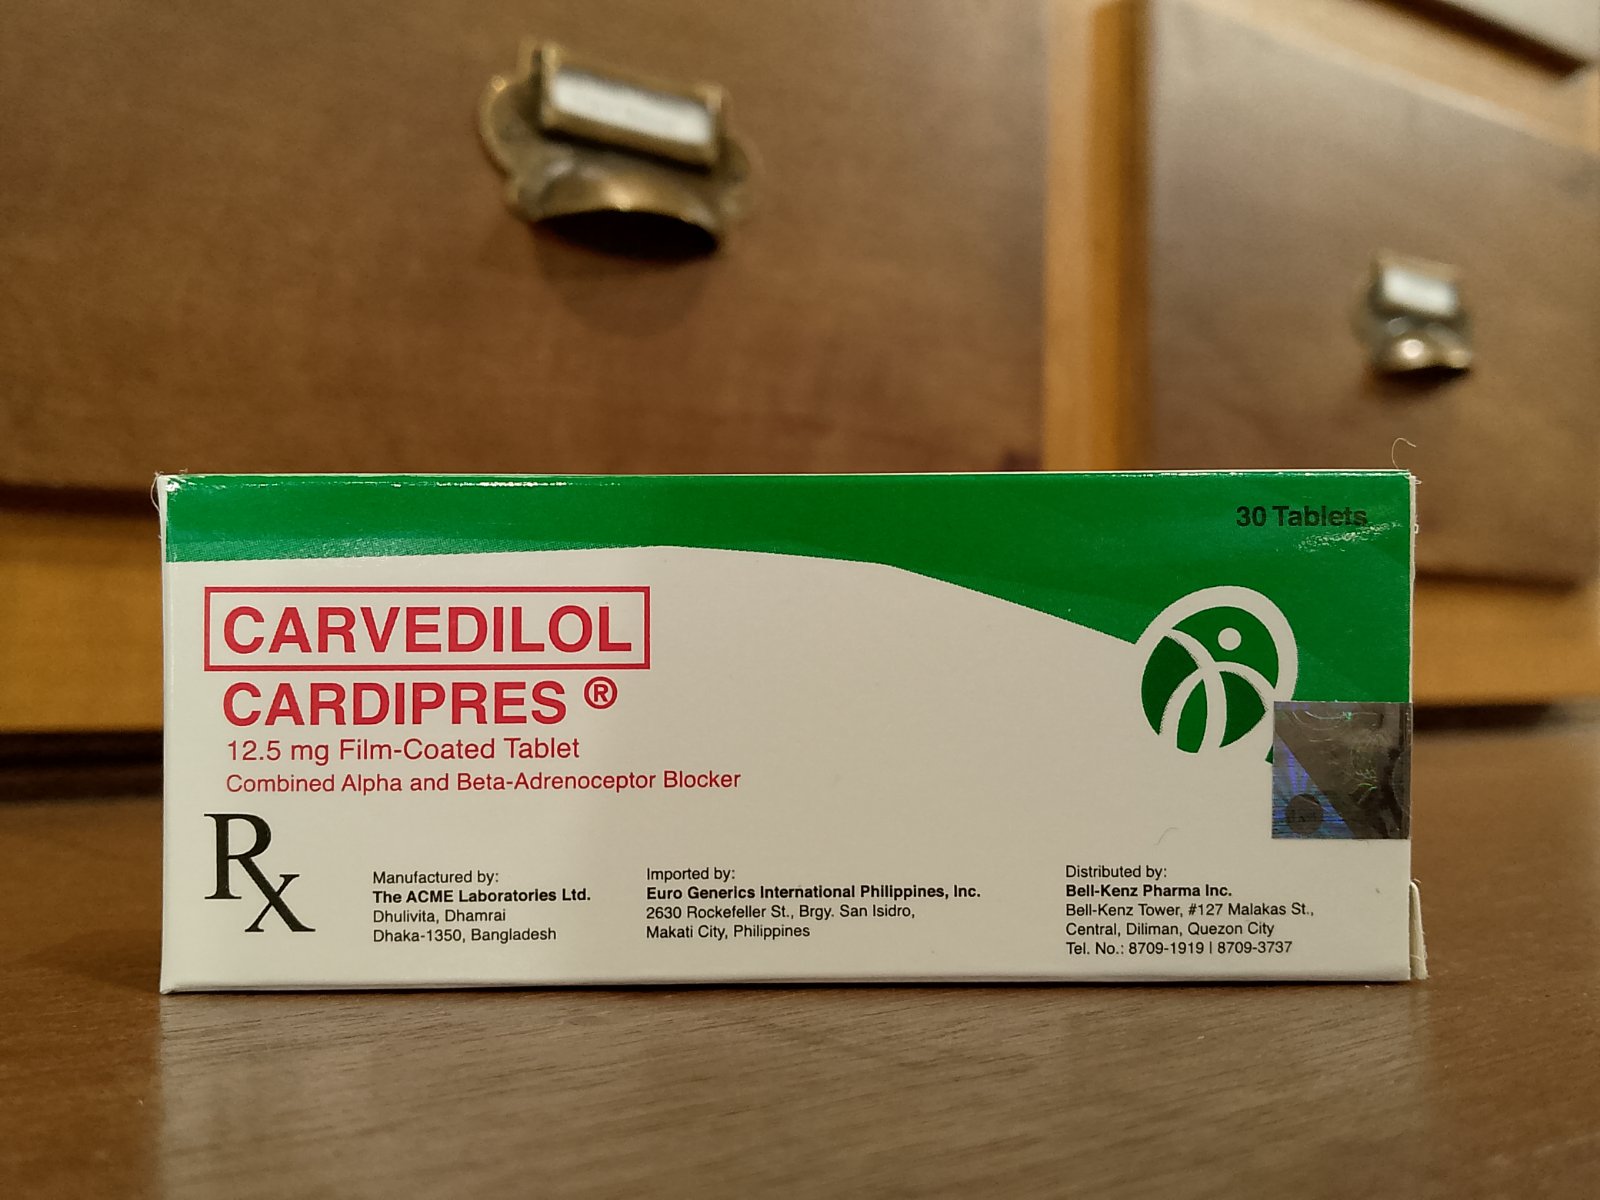 30 Tablets
CARVEDILOL
CARDIPRES ®
12.5 mg Film-Coated Tablet
Combined Alpha and Beta-Adrenoceptor Blocker
Rx
Manufactured by:
The ACME Laboratories Ltd.
Dhulivita, Dhamrai
Dhaka-1350, Bangladesh
Imported by:
Euro Generics International Philippines, Inc.
2630 Rockefeller St., Brgy. San Isidro,
Makati City, Philippines
Distributed by:
Bell-Kenz Pharma Inc.
Bell-Kenz Tower, #127 Malakas St.,
Central, Diliman, Quezon City
Tel. No.: 8709-1919 | 8709-3737